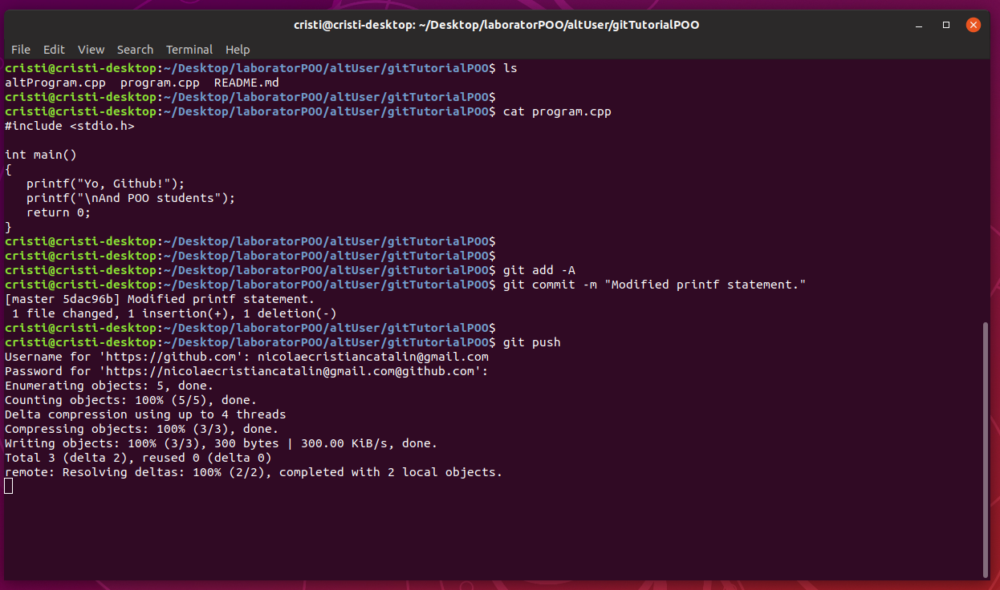 cristi@cristi-desktop: ~/Desktop/laboratorPOO/altUser/gitTutorialPOO
File Edit View Search Terminal Help
cristi@cristi-desktop:~/Desktop/laboratorPOO/altUser/gitTutorialPOO$ ls
altProgram.cpp  program.cpp  README.md
cristi@cristi-desktop:~/Desktop/laboratorPOO/altUser/gitTutorialPOO$
cristi@cristi-desktop:~/Desktop/laboratorPOO/altUser/gitTutorialPOO$ cat program.cpp
#include <stdio.h>

int main()
{
   printf("Yo, Github!");
   printf("\nAnd POO students");
   return 0;
}
cristi@cristi-desktop:~/Desktop/laboratorPOO/altUser/gitTutorialPOO$
cristi@cristi-desktop:~/Desktop/laboratorPOO/altUser/gitTutorialPOO$
cristi@cristi-desktop:~/Desktop/laboratorPOO/altUser/gitTutorialPOO$ git add -A
cristi@cristi-desktop:~/Desktop/laboratorPOO/altUser/gitTutorialPOO$ git commit -m "Modified printf statement."
[master 5dac96b] Modified printf statement.
 1 file changed, 1 insertion(+), 1 deletion(-)
cristi@cristi-desktop:~/Desktop/laboratorPOO/altUser/gitTutorialPOO$
cristi@cristi-desktop:~/Desktop/laboratorPOO/altUser/gitTutorialPOO$ git push
Username for 'https://github.com': nicolaecristiancatalin@gmail.com
Password for 'https://nicolaecristiancatalin@gmail.com@github.com':
Enumerating objects: 5, done.
Counting objects: 100% (5/5), done.
Delta compression using up to 4 threads
Compressing objects: 100% (3/3), done.
Writing objects: 100% (3/3), 300 bytes | 300.00 KiB/s, done.
Total 3 (delta 2), reused 0 (delta 0)
remote: Resolving deltas: 100% (2/2), completed with 2 local objects.